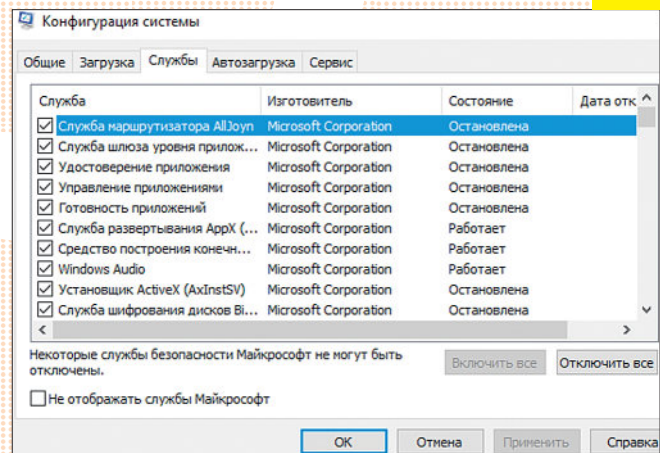 Конфигурация системы
Общие Загрузка Службы Автозагрузка Сервис
Служба Изготовитель Состояние Дата отк
Служба маршрутизатора AllJoyn Microsoft Corporation Остановлена
Служба шлюза уровня прилож... Microsoft Corporation Остановлена
Удостоверение приложения Microsoft Corporation Остановлена
Управление приложениями Microsoft Corporation Остановлена
Готовность приложений Microsoft Corporation Остановлена
Служба развертывания AppX (... Microsoft Corporation Работает
Средство построения конечн... Microsoft Corporation Работает
Windows Audio Microsoft Corporation Работает
Установщик ActiveX (AxInstSV) Microsoft Corporation Остановлена
Служба шифрования дисков Bi... Microsoft Corporation Остановлена
Некоторые службы безопасности Майкрософт не могут быть
отключены.
Включить все Отключить все
Не отображать службы Майкрософт
ОК Отмена Применить Справка